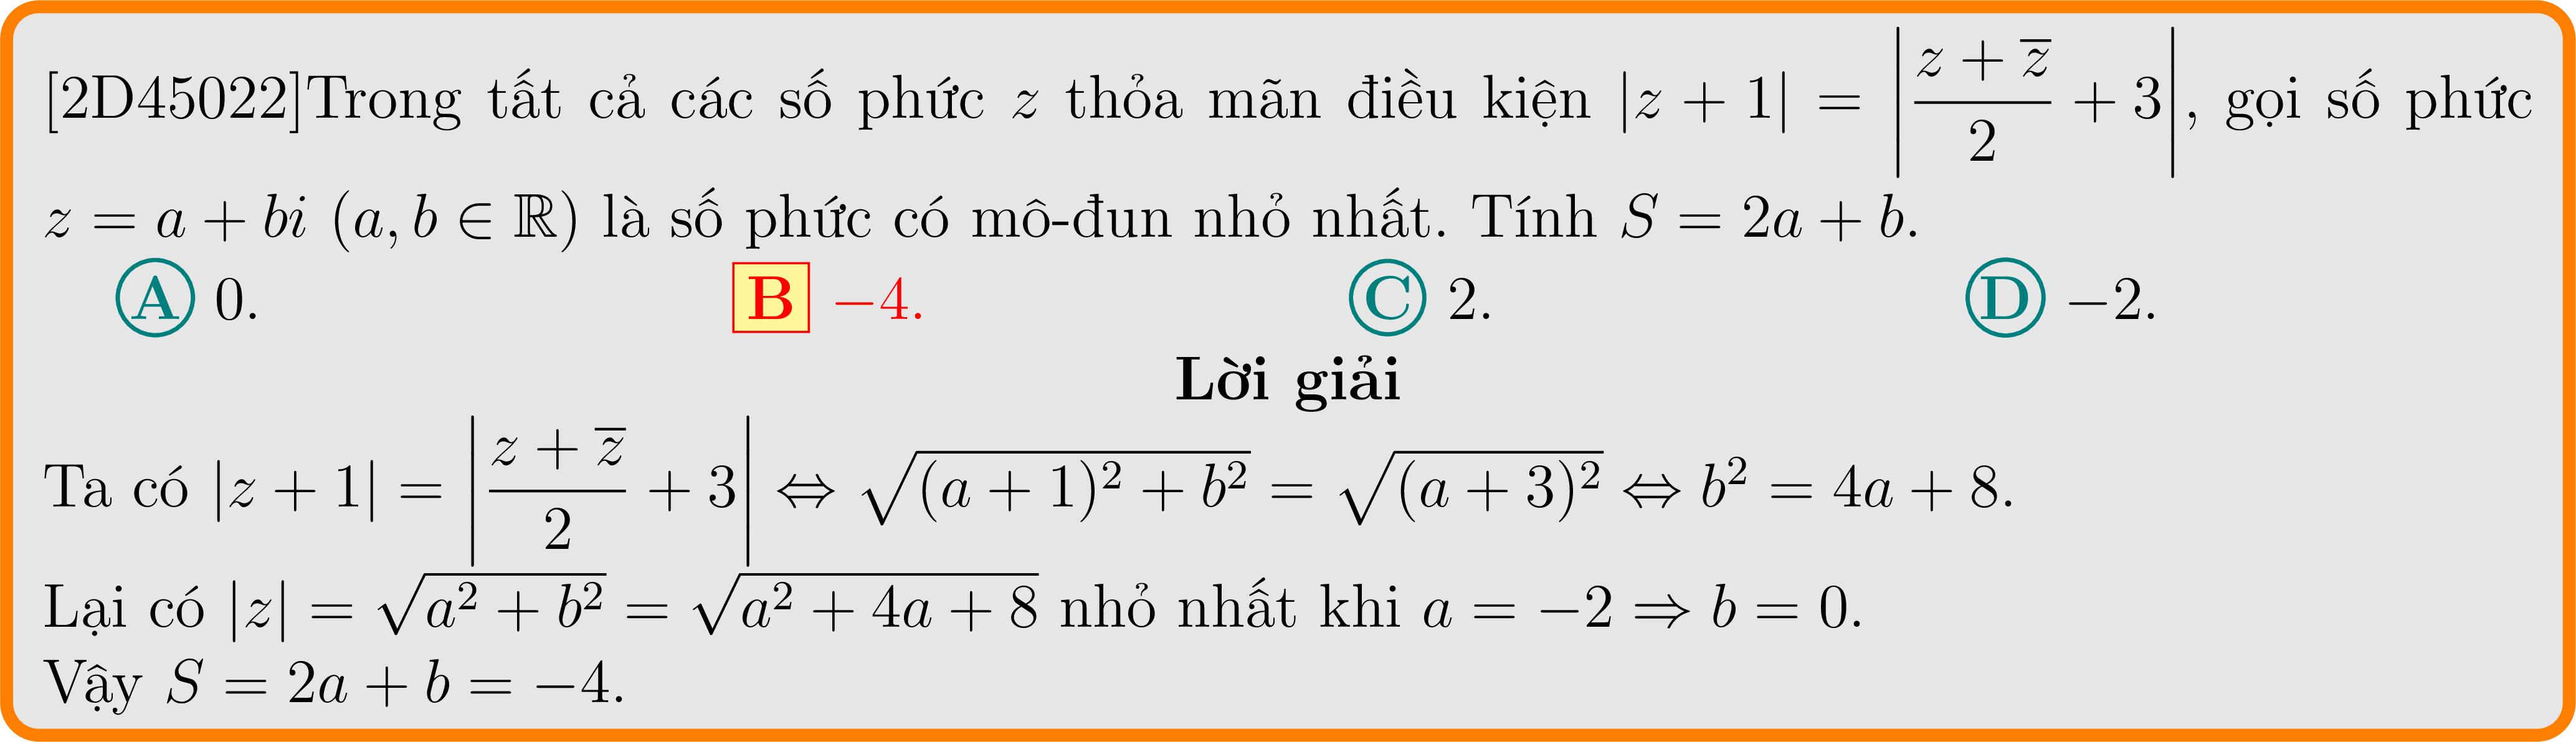 [2D45022]Trong tất cả các số phức $z$ thỏa mãn điều kiện $|z + 1| = \left|\dfrac{z + \overline{z}}{2} + 3\right|$, gọi số phức
$z = a + bi$ $(a, b \in \mathbb{R})$ là số phức có mô-đun nhỏ nhất. Tính $S = 2a + b$.
A 0. B −4. C 2. D −2.
Lời giải
Ta có $|z + 1| = \left|\dfrac{z + \overline{z}}{2} + 3\right| \Leftrightarrow \sqrt{(a + 1)^2 + b^2} = \sqrt{(a + 3)^2} \Leftrightarrow b^2 = 4a + 8$.
Lại có $|z| = \sqrt{a^2 + b^2} = \sqrt{a^2 + 4a + 8}$ nhỏ nhất khi $a = -2 \Rightarrow b = 0$.
Vậy $S = 2a + b = -4$.